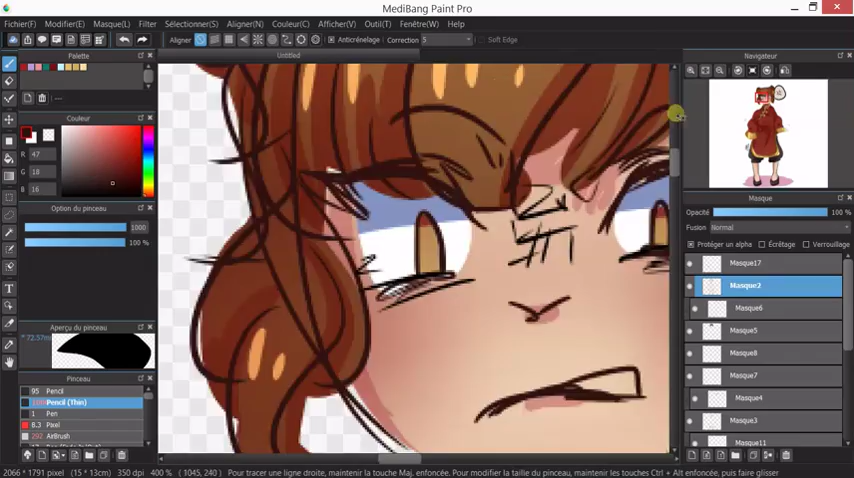 MediBang Paint Pro
Fichier(F) Modifier(E) Masque(L) Filter Sélectionner(S) Aligner(N) Couleur(C) Afficher(V) Outil(T) Fenêtre(W) Help
Aligner Anticrénelage Correction 5 Soft Edge
Palette Untitled Navigateur
---
Couleur
R 47
G 18
B 16
Option du pinceau
1000
100 %
Masque
Opacité 100 %
Fusion Normal
Protéger un alpha Ecrêtage Verrouillage
Masque17
Masque2
Masque6
Masque5
Masque8
Masque7
Masque4
Masque3
Masque11
Aperçu du pinceau
Pinceau
95 Pencil
Pencil (Thin)
1 Pen
8.3 Pixel
292 AirBrush
2066 * 1791 pixel (15 * 13cm) 350 dpi 400 % ( 1045, 240 ) Pour tracer une ligne droite, maintenir la touche Maj. enfoncée. Pour modifier la taille du pinceau, maintenir les touches Ctrl + Alt enfoncée, puis faire glisser